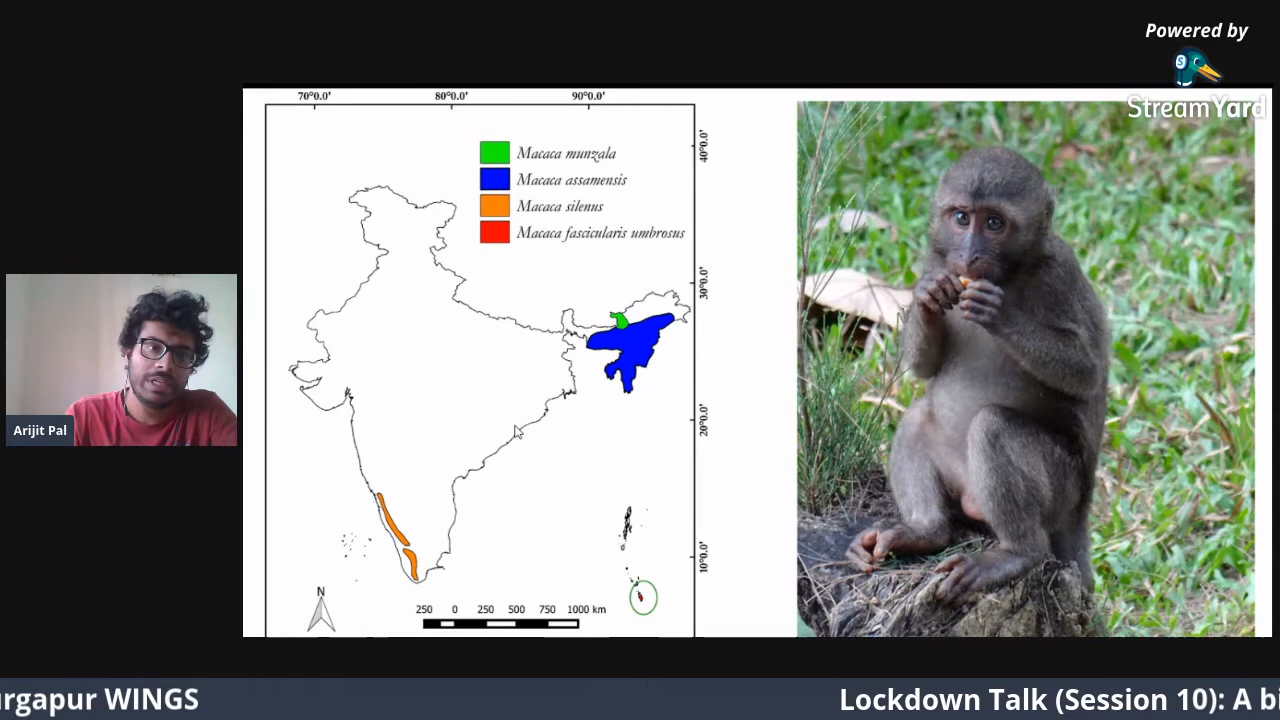 Powered by
StreamYard
70°0.0' 80°0.0' 90°0.0'
40°0.0'
Macaca munzala
Macaca assamensis
Macaca silenus
Macaca fascicularis umbrosus
30°0.0'
20°0.0'
10°0.0'
N
250 0 250 500 750 1000 km
Arijit Pal
urgapur WINGS Lockdown Talk (Session 10): A bi